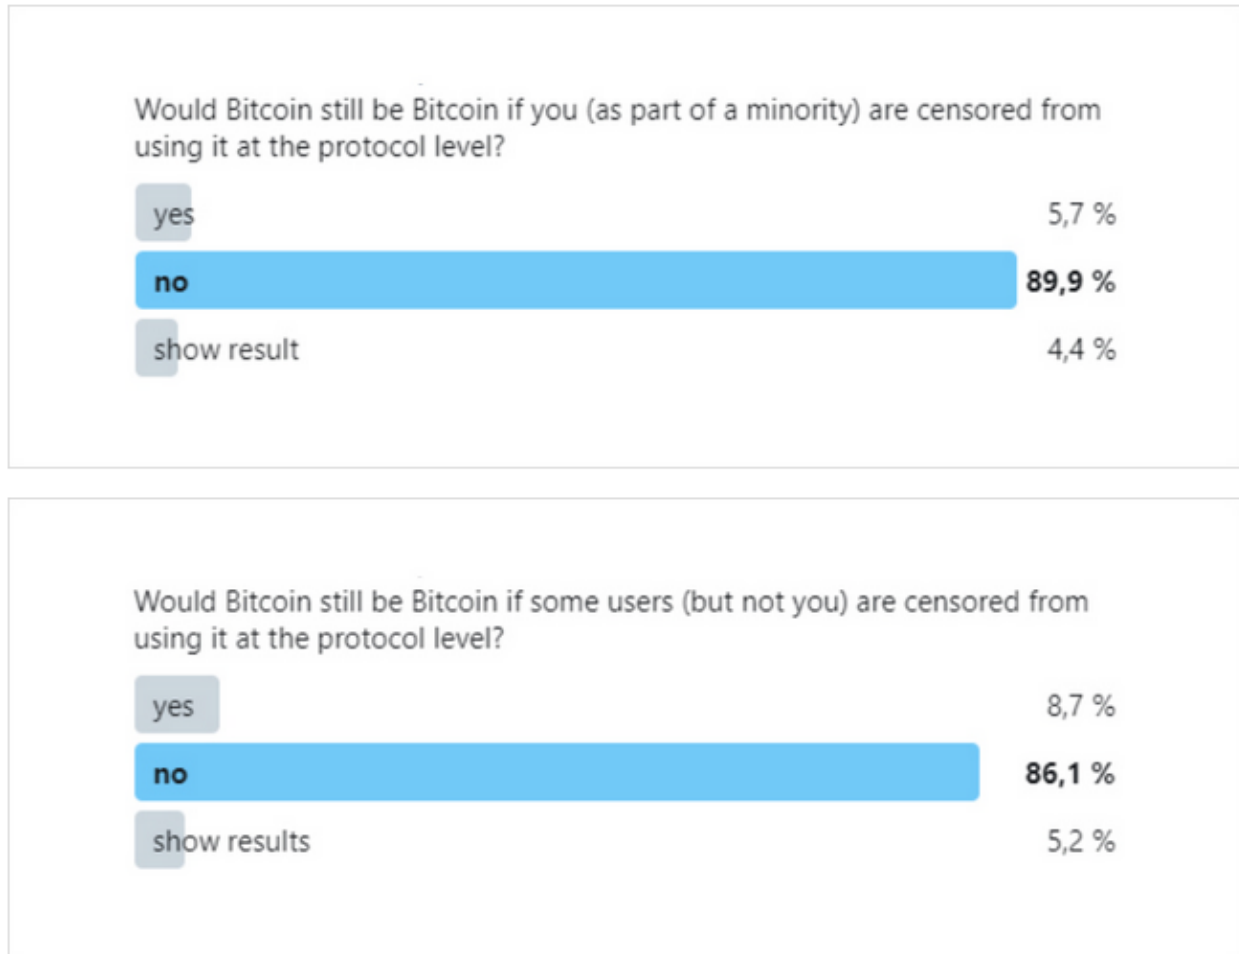 Would Bitcoin still be Bitcoin if you (as part of a minority) are censored from
using it at the protocol level?
yes 5,7 %
no 89,9 %
show result 4,4 %
Would Bitcoin still be Bitcoin if some users (but not you) are censored from
using it at the protocol level?
yes 8,7 %
no 86,1 %
show results 5,2 %